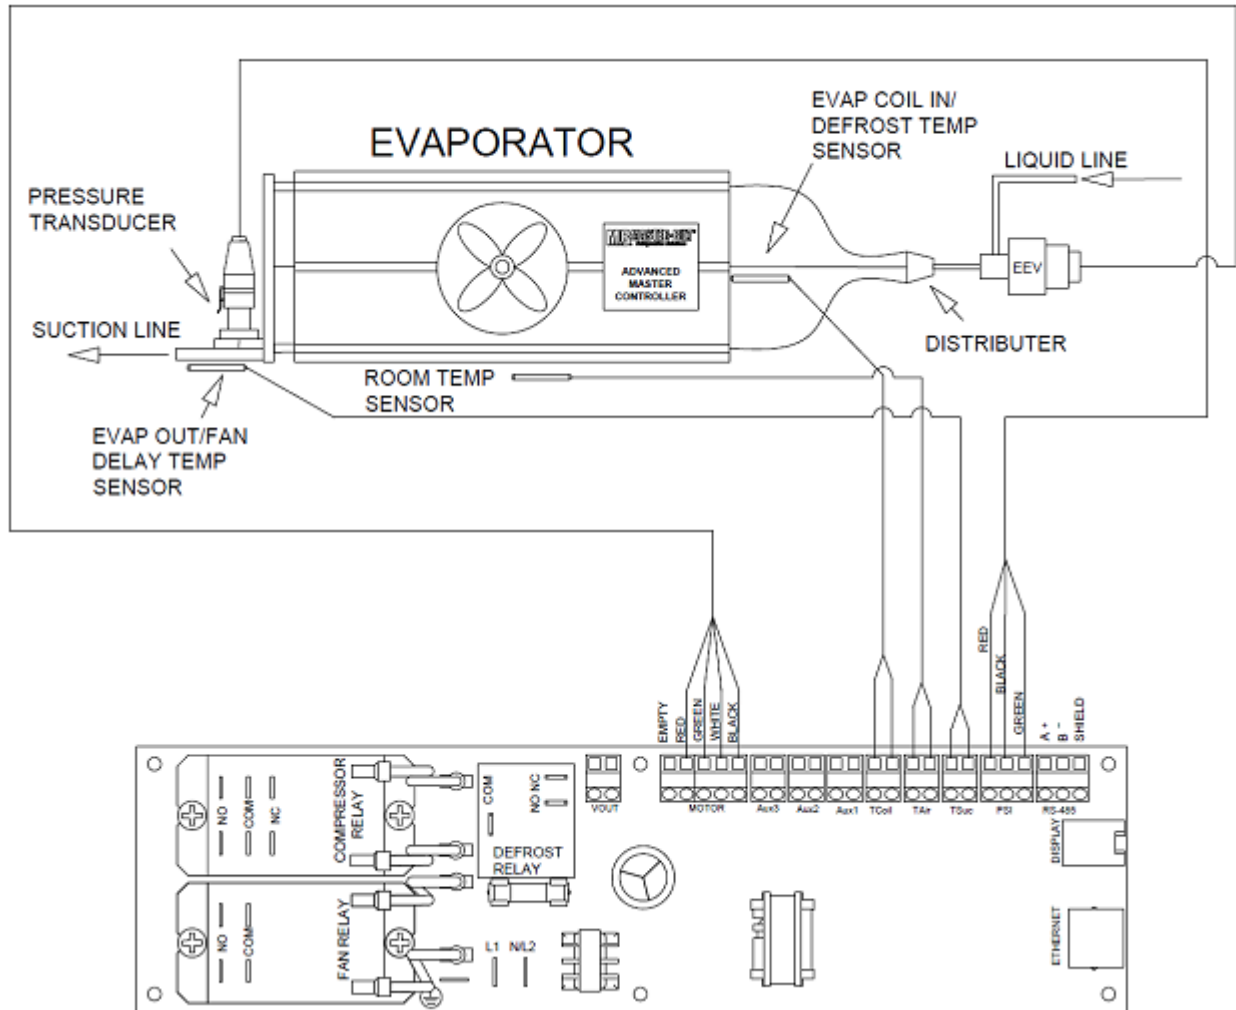 EVAP COIL IN/
DEFROST TEMP
SENSOR
EVAPORATOR
LIQUID LINE
PRESSURE
TRANSDUCER
ADVANCED
MASTER
CONTROLLER
EEV
SUCTION LINE
DISTRIBUTER
ROOM TEMP
SENSOR
EVAP OUT/FAN
DELAY TEMP
SENSOR
EMPTY
RED
GREEN
WHITE
BLACK
RED
BLACK
GREEN
A +
B -
SHIELD
NO
COM
NC
COMPRESSOR
RELAY
COM
NO NC
DEFROST
RELAY
VOUT
MOTOR
Aux3
Aux2
Aux1
TCoil
TAir
TSuc
PSI
RS-485
DISPLAY
NO
COM
FAN RELAY
L1 N/L2
ETHERNET